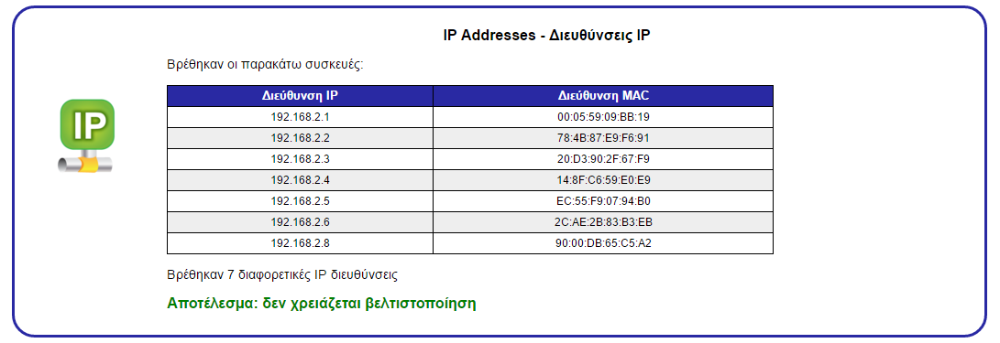 IP Addresses - Διευθύνσεις IP
Βρέθηκαν οι παρακάτω συσκευές:
IP
Διεύθυνση IP Διεύθυνση MAC
192.168.2.1 00:05:59:09:BB:19
192.168.2.2 78:4B:87:E9:F6:91
192.168.2.3 20:D3:90:2F:67:F9
192.168.2.4 14:8F:C6:59:E0:E9
192.168.2.5 EC:55:F9:07:94:B0
192.168.2.6 2C:AE:2B:83:B3:EB
192.168.2.8 90:00:DB:65:C5:A2
Βρέθηκαν 7 διαφορετικές IP διευθύνσεις
Αποτέλεσμα: δεν χρειάζεται βελτιστοποίηση